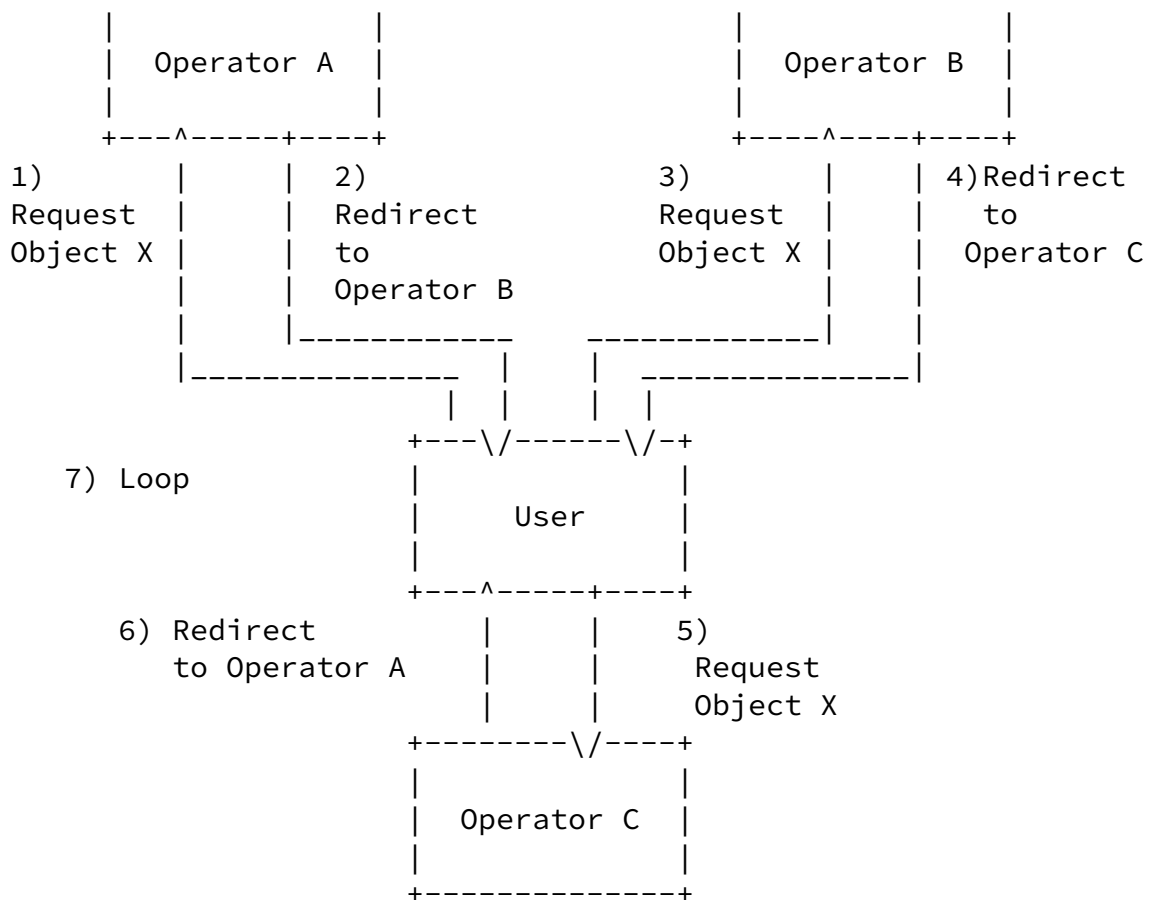 Operator A
Operator B
1)
Request
Object X
2)
Redirect
to
Operator B
3)
Request
Object X
4)Redirect
to
Operator C
7) Loop
User
6) Redirect
to Operator A
5)
Request
Object X
Operator C